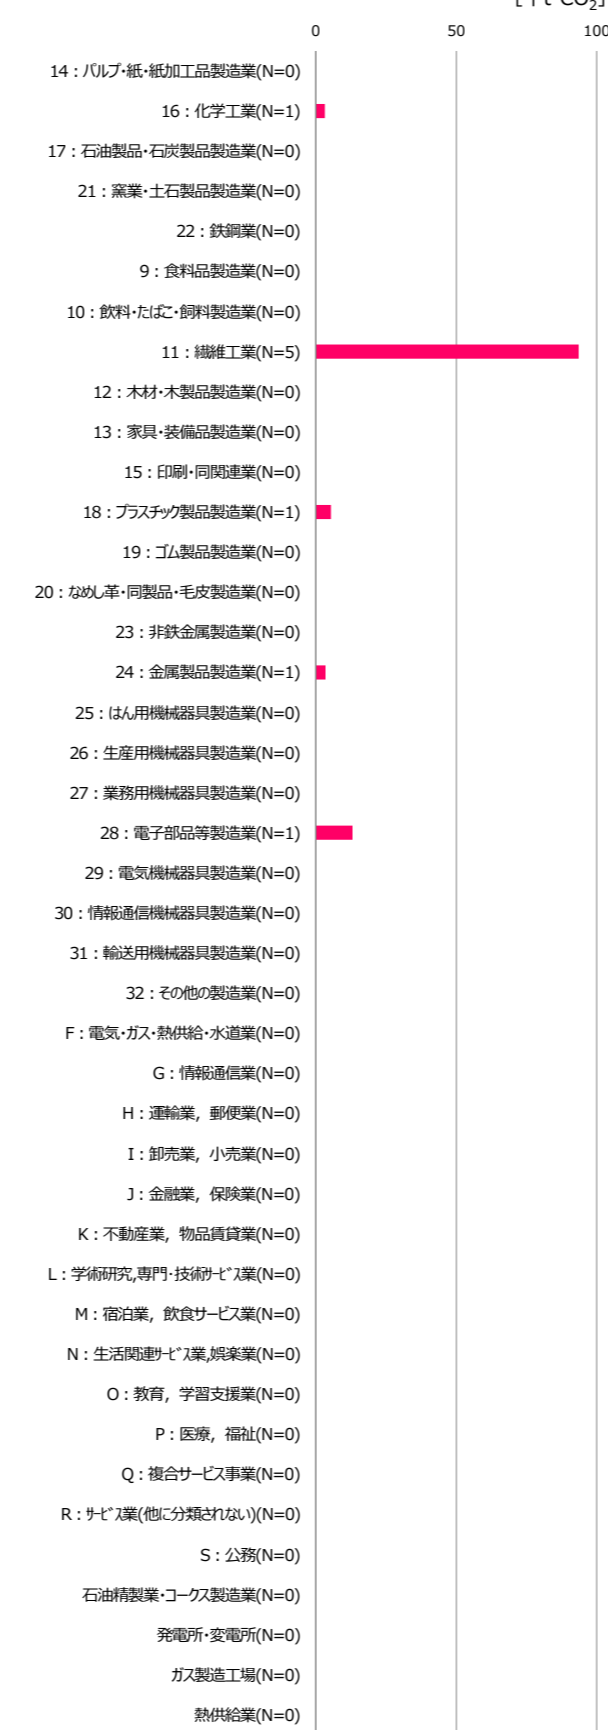 CO₂]
0 50 100
14：パルプ・紙・紙加工品製造業(N=0)
16：化学工業(N=1)
17：石油製品・石炭製品製造業(N=0)
21：窯業・土石製品製造業(N=0)
22：鉄鋼業(N=0)
9：食料品製造業(N=0)
10：飲料・たばこ・飼料製造業(N=0)
11：繊維工業(N=5)
12：木材・木製品製造業(N=0)
13：家具・装備品製造業(N=0)
15：印刷・同関連業(N=0)
18：プラスチック製品製造業(N=1)
19：ゴム製品製造業(N=0)
20：なめし革・同製品・毛皮製造業(N=0)
23：非鉄金属製造業(N=0)
24：金属製品製造業(N=1)
25：はん用機械器具製造業(N=0)
26：生産用機械器具製造業(N=0)
27：業務用機械器具製造業(N=0)
28：電子部品等製造業(N=1)
29：電気機械器具製造業(N=0)
30：情報通信機械器具製造業(N=0)
31：輸送用機械器具製造業(N=0)
32：その他の製造業(N=0)
F：電気・ガス・熱供給・水道業(N=0)
G：情報通信業(N=0)
H：運輸業，郵便業(N=0)
I：卸売業，小売業(N=0)
J：金融業，保険業(N=0)
K：不動産業，物品賃貸業(N=0)
L：学術研究,専門・技術ｻｰﾋﾞｽ業(N=0)
M：宿泊業，飲食サービス業(N=0)
N：生活関連ｻｰﾋﾞｽ業,娯楽業(N=0)
O：教育，学習支援業(N=0)
P：医療，福祉(N=0)
Q：複合サービス事業(N=0)
R：ｻｰﾋﾞｽ業(他に分類されない)(N=0)
S：公務(N=0)
石油精製業・コークス製造業(N=0)
発電所・変電所(N=0)
ガス製造工場(N=0)
熱供給業(N=0)